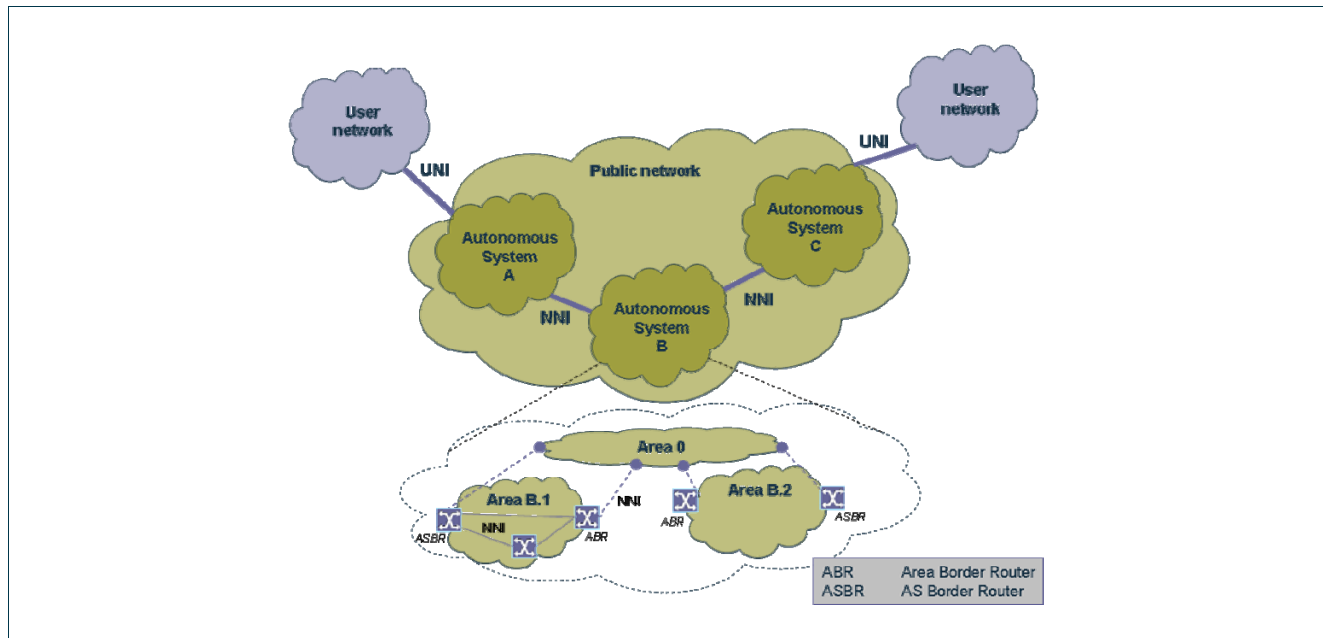 User
network
User
network
UNI
UNI
Public network
Autonomous
System
A
Autonomous
System
C
NNI
NNI
Autonomous
System
B
Area 0
Area B.1
Area B.2
NNI
NNI
ASBR
ABR
ABR
ASBR
ABR Area Border Router
ASBR AS Border Router